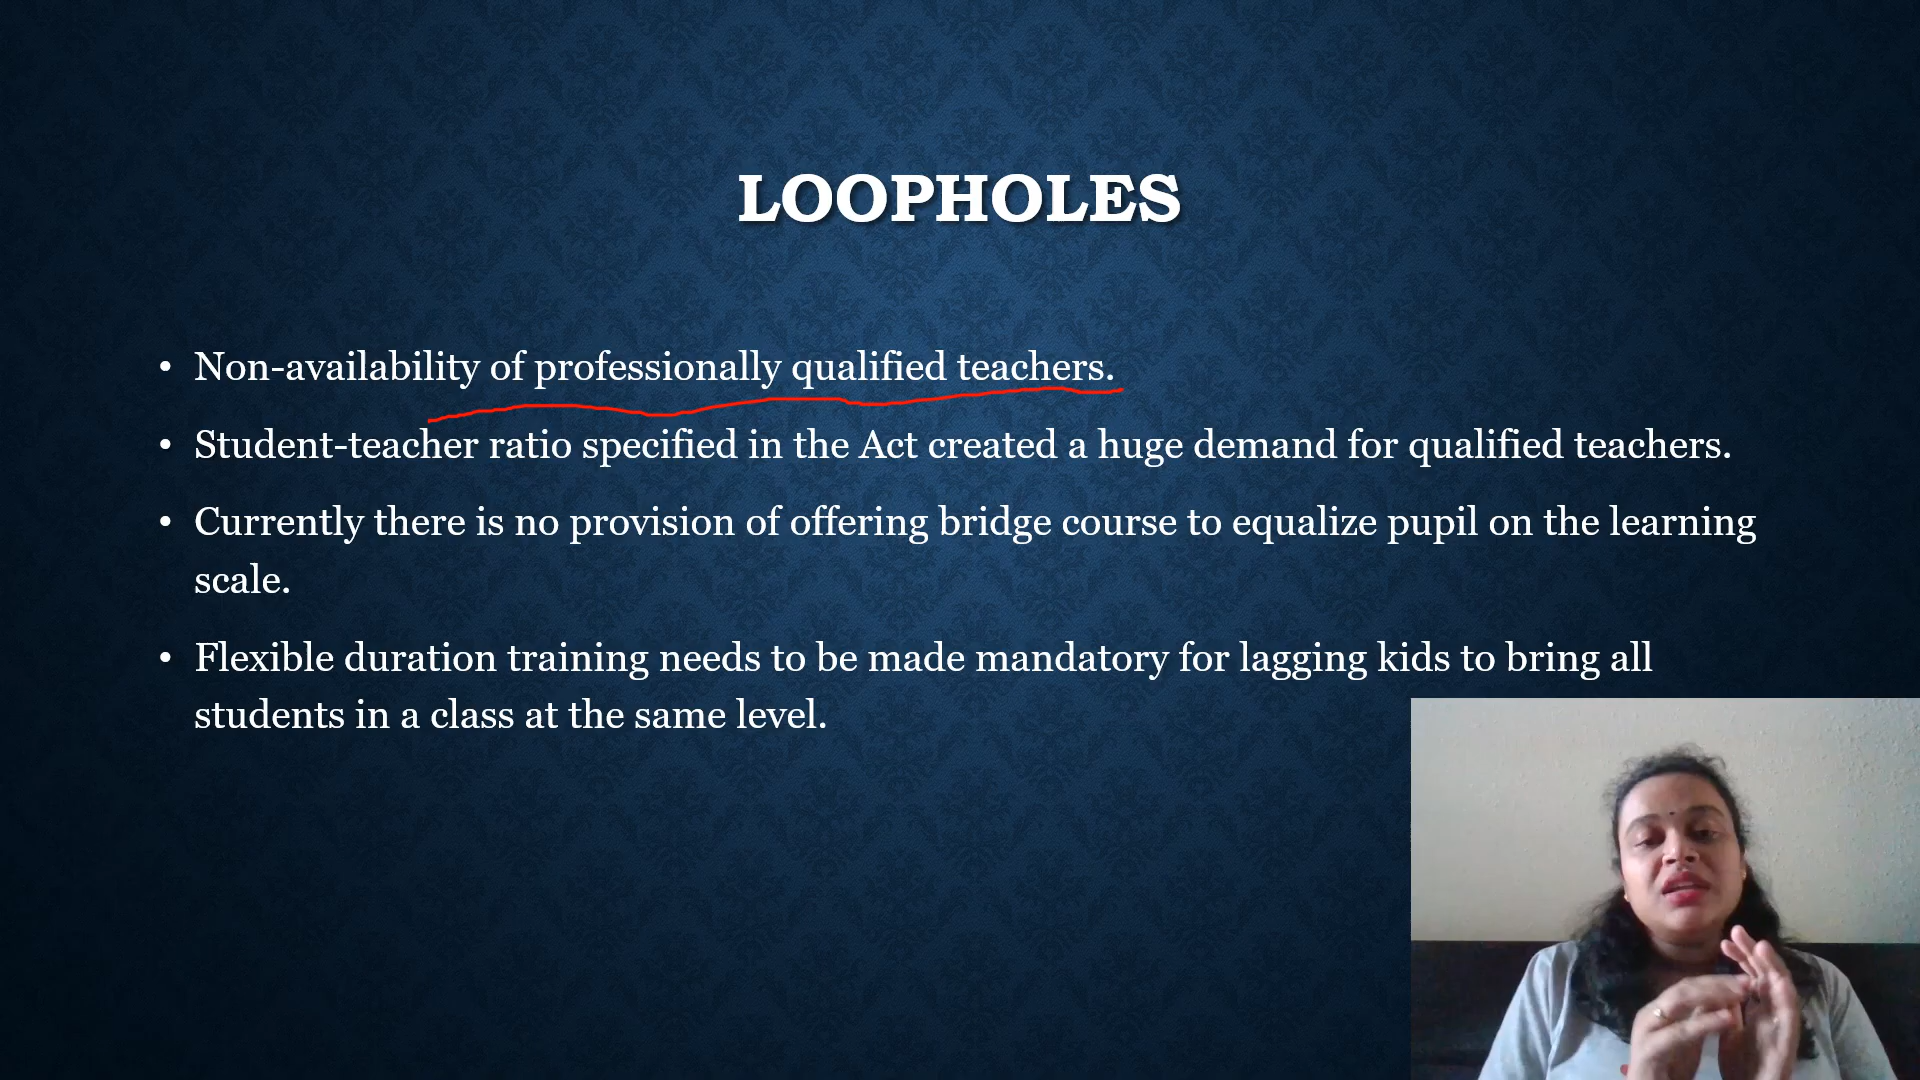 LOOPHOLES
• Non-availability of professionally qualified teachers.
• Student-teacher ratio specified in the Act created a huge demand for qualified teachers.
• Currently there is no provision of offering bridge course to equalize pupil on the learning
scale.
• Flexible duration training needs to be made mandatory for lagging kids to bring all
students in a class at the same level.